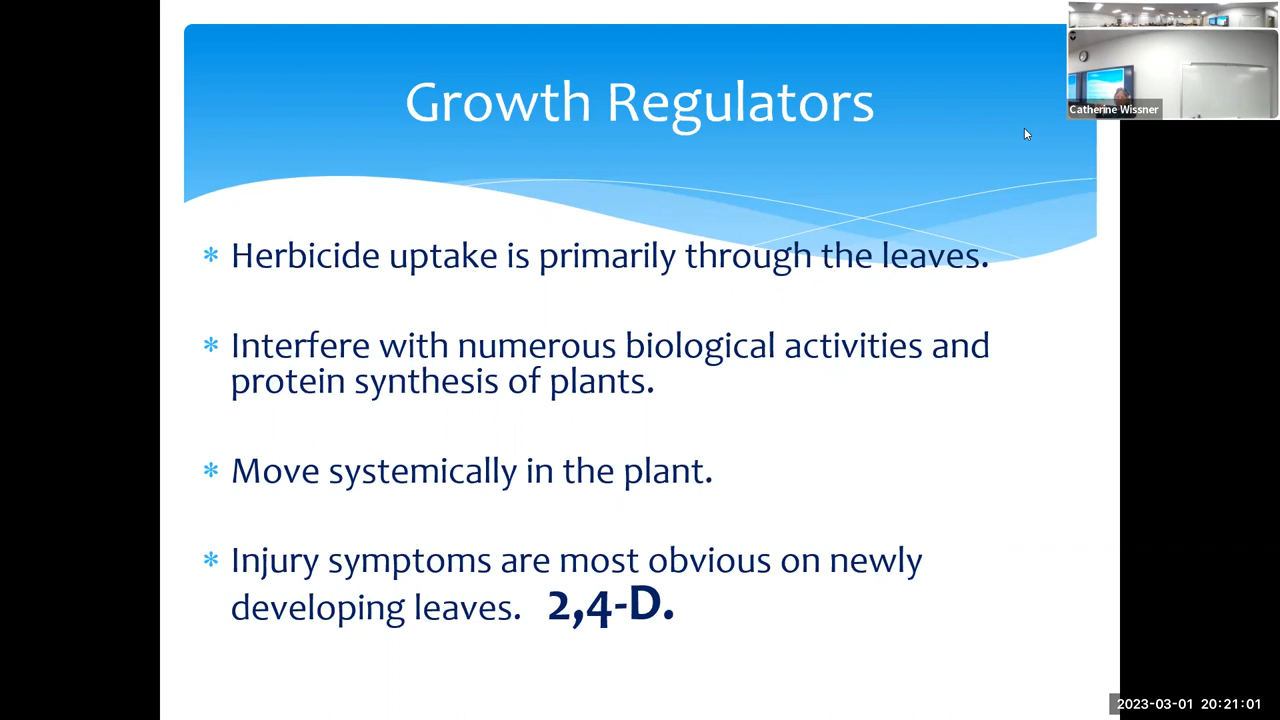 Growth Regulators
Catherine Wissner
* Herbicide uptake is primarily through the leaves.
* Interfere with numerous biological activities and
protein synthesis of plants.
* Move systemically in the plant.
* Injury symptoms are most obvious on newly
developing leaves. 2,4-D.
2023-03-01 20:21:01